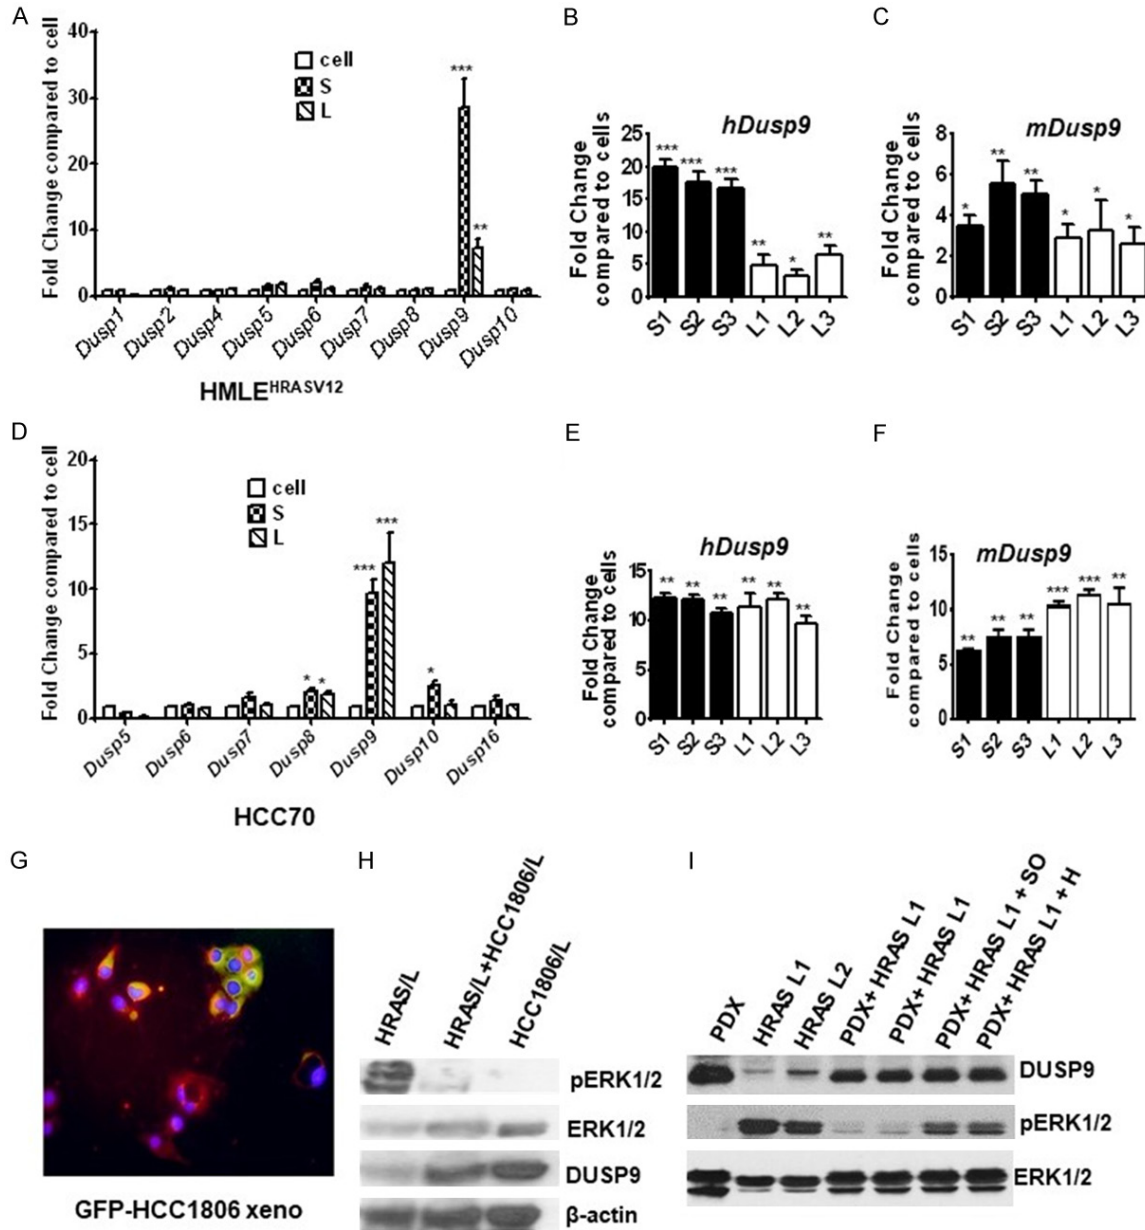 A
Fold Change compared to cell
40
30
20
10
0
cell
S
L
***
**
Dusp1
Dusp2
Dusp4
Dusp5
Dusp6
Dusp7
Dusp8
Dusp9
Dusp10
HMLE^HRASV12
B
hDusp9
Fold Change
compared to cells
25
20
15
10
5
0
*** *** *** ** * **
S1 S2 S3 L1 L2 L3
C
mDusp9
Fold Change
compared to cells
8
6
4
2
0
* ** ** * * *
S1 S2 S3 L1 L2 L3
D
Fold Change compared to cell
20
15
10
5
0
cell
S
L
* * *** *** *
Dusp5
Dusp6
Dusp7
Dusp8
Dusp9
Dusp10
Dusp16
HCC70
E
hDusp9
Fold Change
compared to cells
15
10
5
0
** ** ** ** ** **
S1 S2 S3 L1 L2 L3
F
mDusp9
Fold Change
compared to cells
15
10
5
0
** ** ** *** *** **
S1 S2 S3 L1 L2 L3
G
GFP-HCC1806 xeno
H
HRAS/L
HRAS/L+HCC1806/L
HCC1806/L
pERK1/2
ERK1/2
DUSP9
β-actin
I
PDX
HRAS L1
HRAS L2
PDX+ HRAS L1
PDX+ HRAS L1
PDX+ HRAS L1 + SO
PDX+ HRAS L1 + H
DUSP9
pERK1/2
ERK1/2